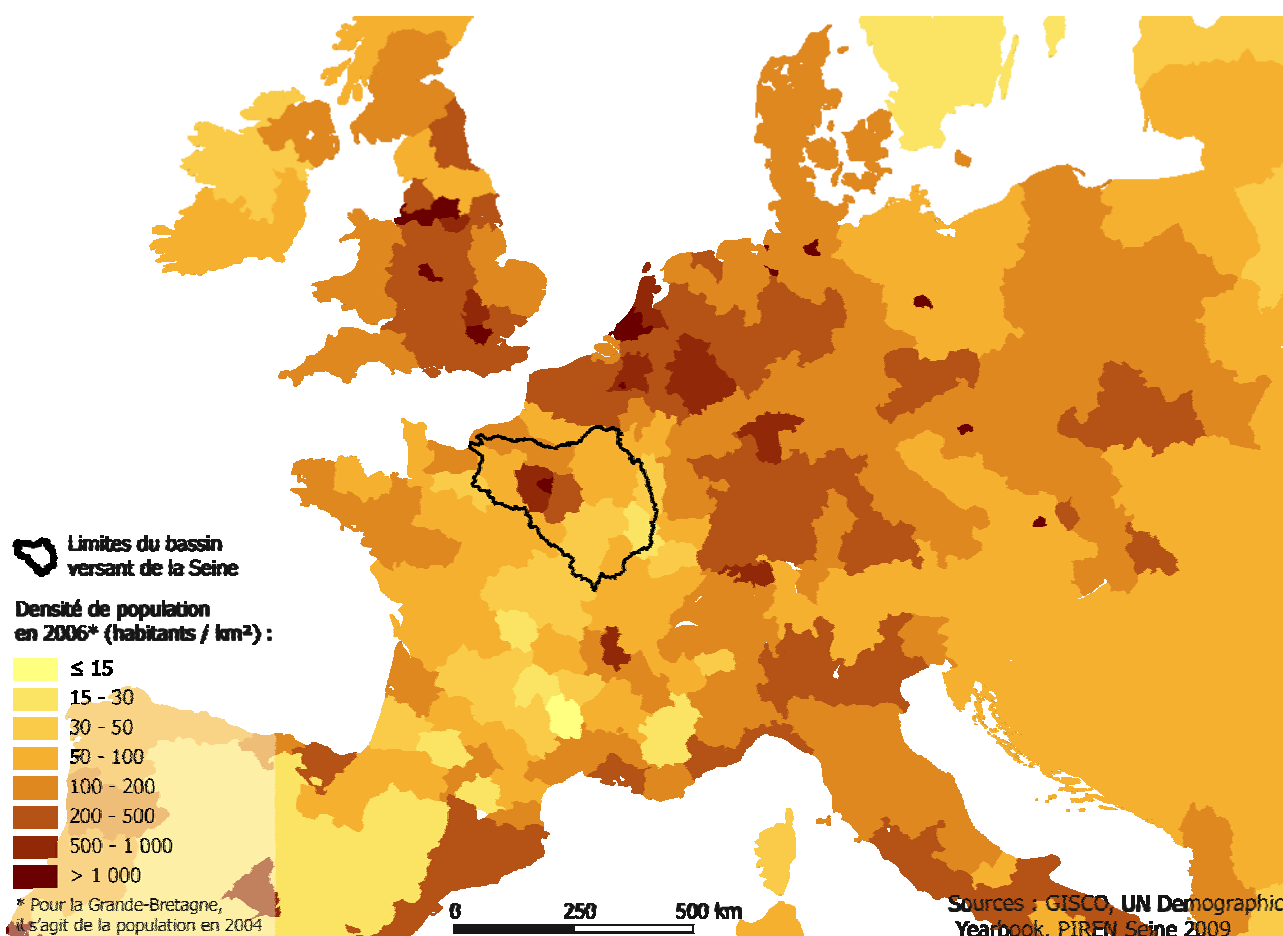 Limites du bassin
versant de la Seine
Densité de population
en 2006* (habitants / km²) :
≤ 15
15 - 30
30 - 50
50 - 100
100 - 200
200 - 500
500 - 1 000
> 1 000
* Pour la Grande-Bretagne,
il s'agit de la population en 2004
0 250 500 km
Sources : GISCO, UN Demographic
Yearbook, PIREN Seine 2009